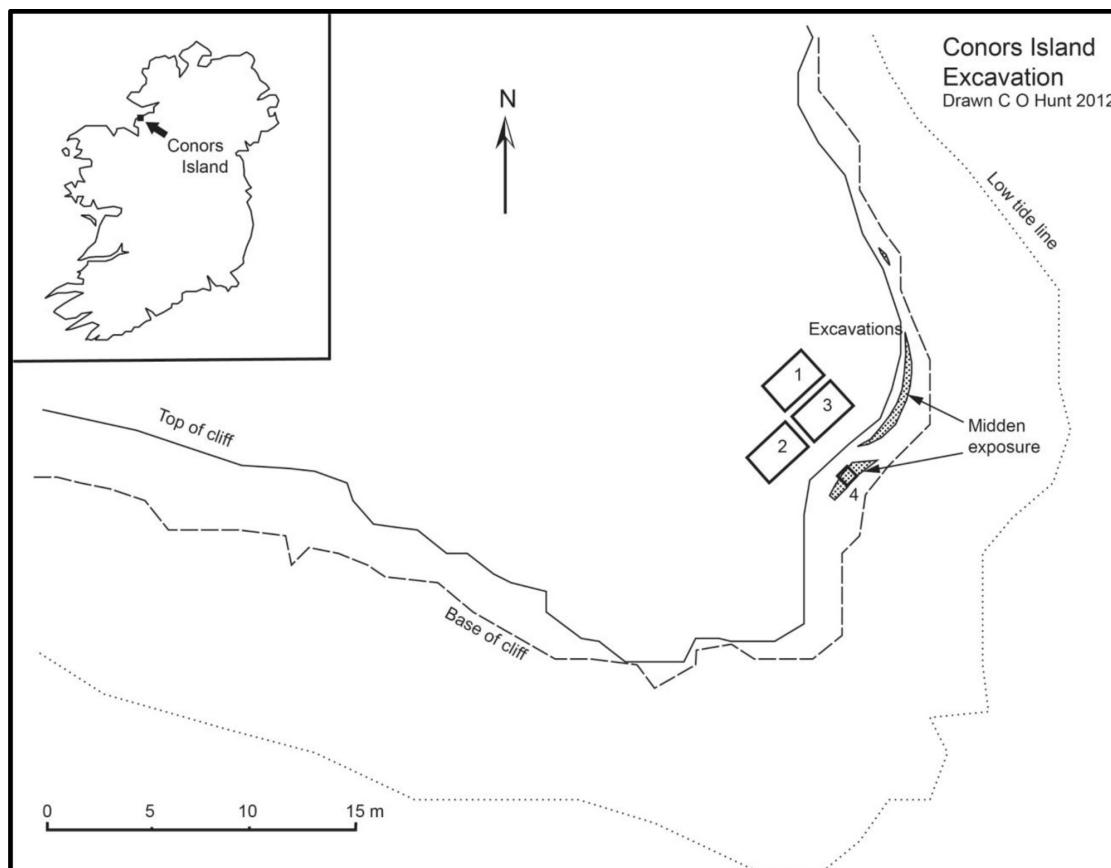 Conors Island
Excavation
Drawn C O Hunt 2012
N
Conors
Island
Low tide line
Excavations
1
3
2
Midden
exposure
4
Top of cliff
Base of cliff
0 5 10 15 m